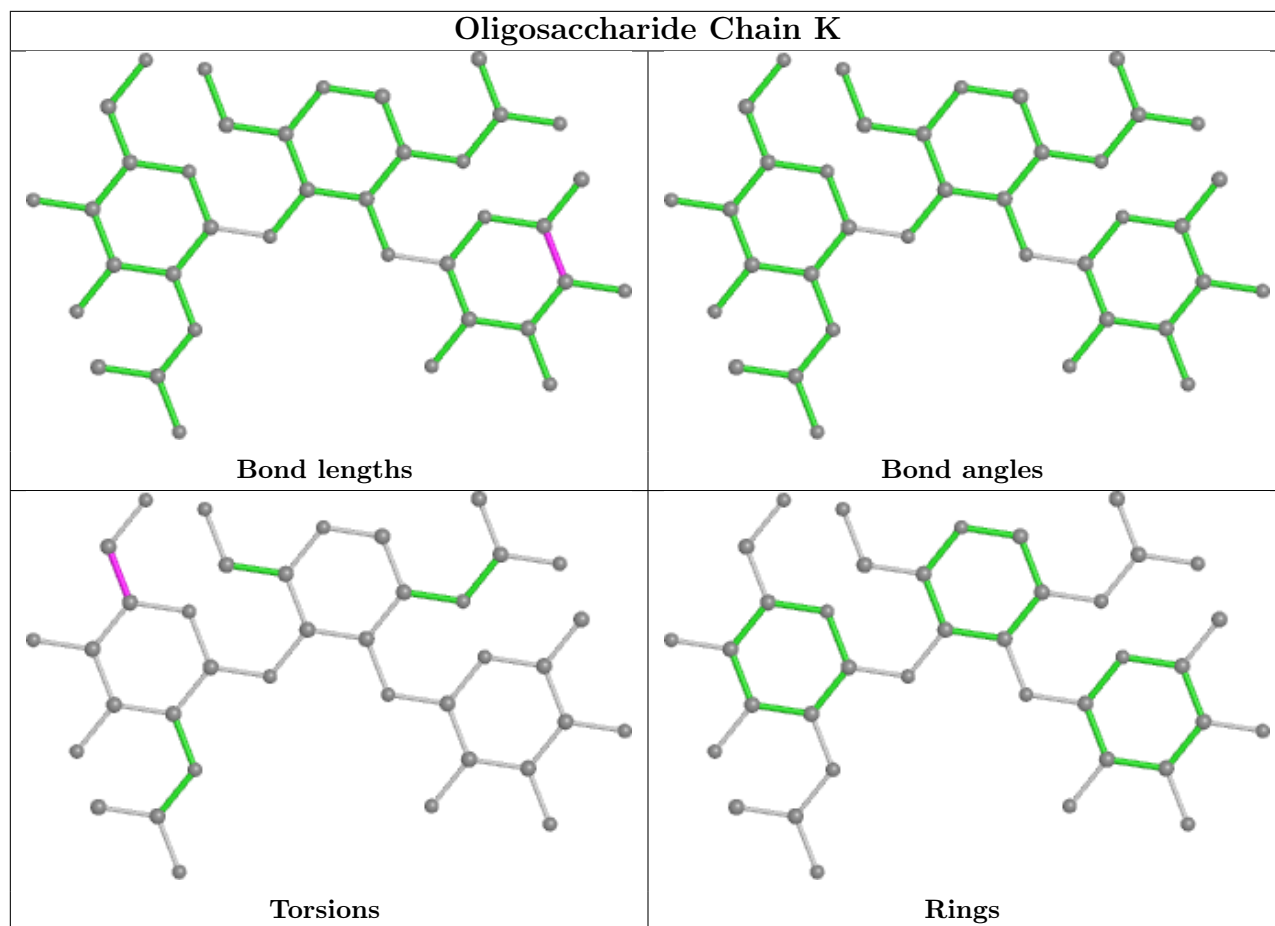 Oligosaccharide Chain K
Bond lengths
Bond angles
Torsions
Rings